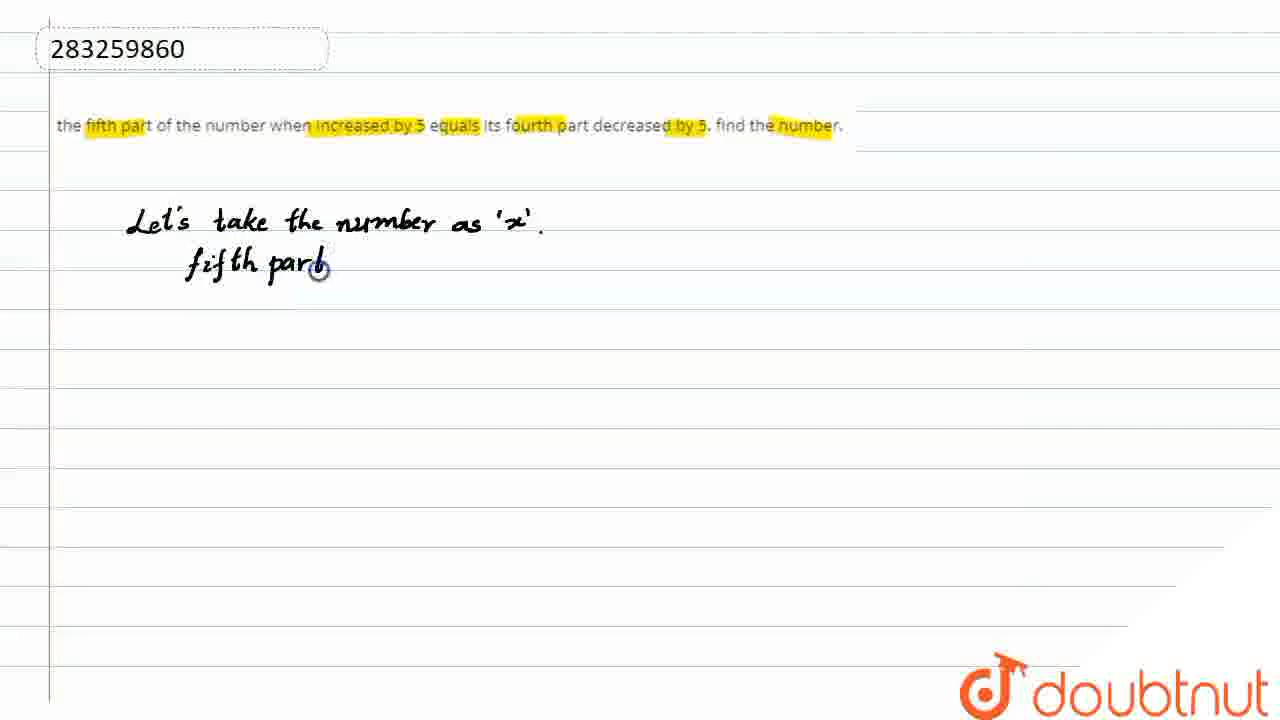 283259860
the fifth part of the number when increased by 5 equals its fourth part decreased by 5. find the number.
Let's take the number as 'x'.
fifth part
doubtnut